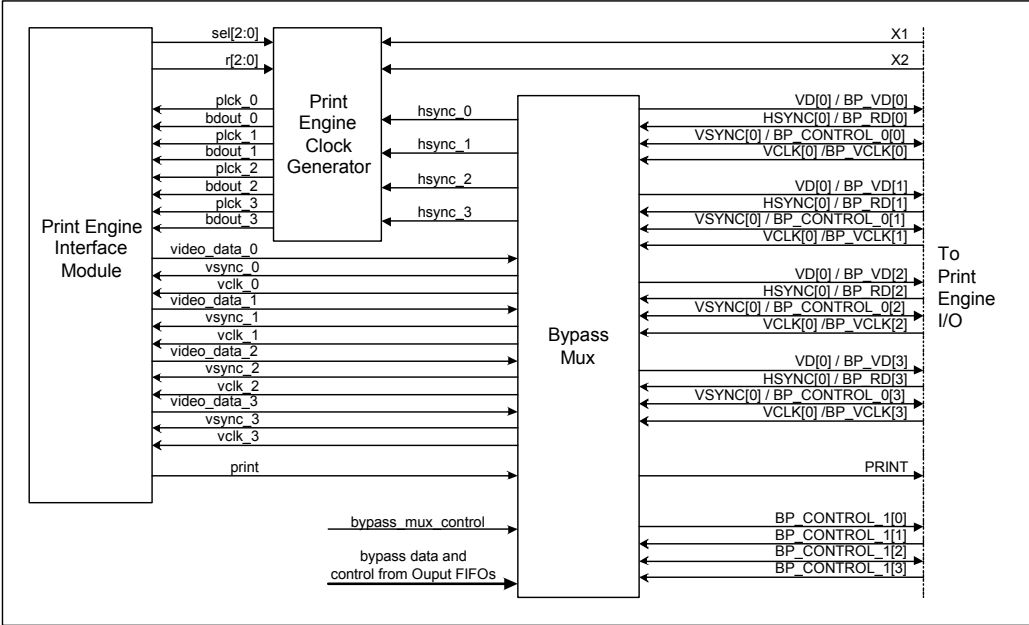 sel[2:0]
r[2:0]
plck_0
bdout_0
plck_1
bdout_1
plck_2
bdout_2
plck_3
bdout_3
Print Engine
Interface
Module
video_data_0
vsync_0
vclk_0
video_data_1
vsync_1
vclk_1
video_data_2
vsync_2
vclk_2
video_data_3
vsync_3
vclk_3
print
Print
Engine
Clock
Generator
hsync_0
hsync_1
hsync_2
hsync_3
bypass_mux_control
bypass data and
control from Ouput FIFOs
Bypass
Mux
X1
X2
VD[0] / BP_VD[0]
HSYNC[0] / BP_RD[0]
VSYNC[0] / BP_CONTROL_0[0]
VCLK[0] /BP_VCLK[0]
VD[0] / BP_VD[1]
HSYNC[0] / BP_RD[1]
VSYNC[0] / BP_CONTROL_0[1]
VCLK[0] /BP_VCLK[1]
VD[0] / BP_VD[2]
HSYNC[0] / BP_RD[2]
VSYNC[0] / BP_CONTROL_0[2]
VCLK[0] /BP_VCLK[2]
VD[0] / BP_VD[3]
HSYNC[0] / BP_RD[3]
VSYNC[0] / BP_CONTROL_0[3]
VCLK[0] /BP_VCLK[3]
PRINT
BP_CONTROL_1[0]
BP_CONTROL_1[1]
BP_CONTROL_1[2]
BP_CONTROL_1[3]
To
Print
Engine
I/O